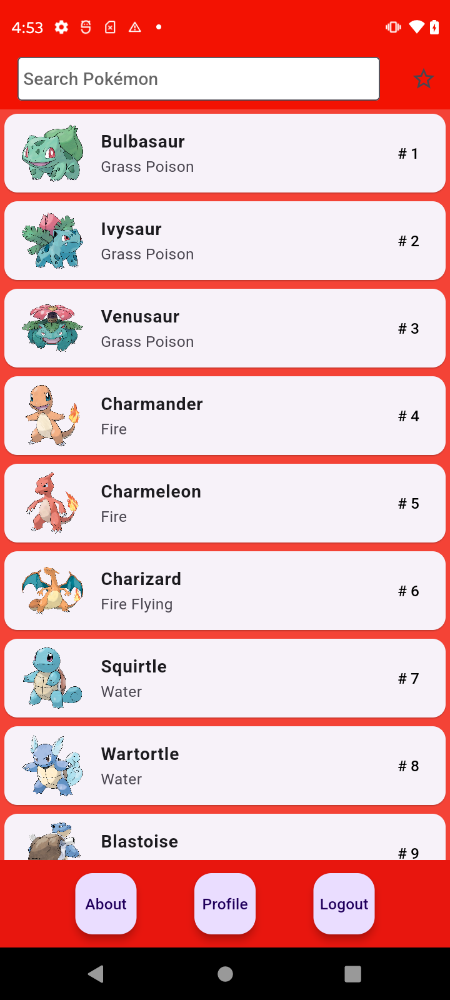 4:53
Search Pokémon
Bulbasaur
Grass Poison
# 1
Ivysaur
Grass Poison
# 2
Venusaur
Grass Poison
# 3
Charmander
Fire
# 4
Charmeleon
Fire
# 5
Charizard
Fire Flying
# 6
Squirtle
Water
# 7
Wartortle
Water
# 8
Blastoise
# 9
About
Profile
Logout